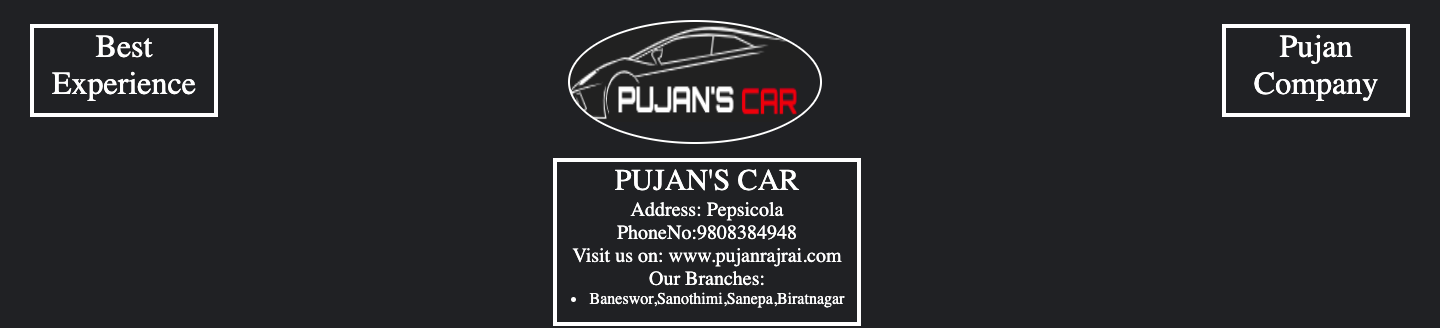 Best
Experience
PUJAN'S CAR
Pujan
Company
PUJAN'S CAR
Address: Pepsicola
PhoneNo:9808384948
Visit us on: www.pujanrajrai.com
Our Branches:
• Baneswor,Sanothimi,Sanepa,Biratnagar